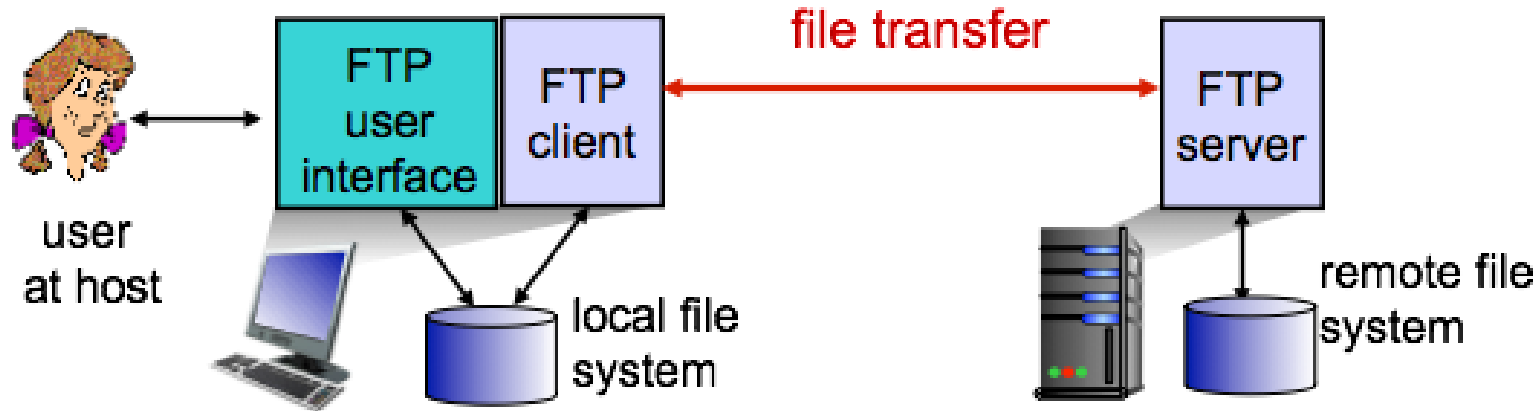 file transfer
FTP
user
interface
FTP
client
FTP
server
user
at host
local file
system
remote file
system